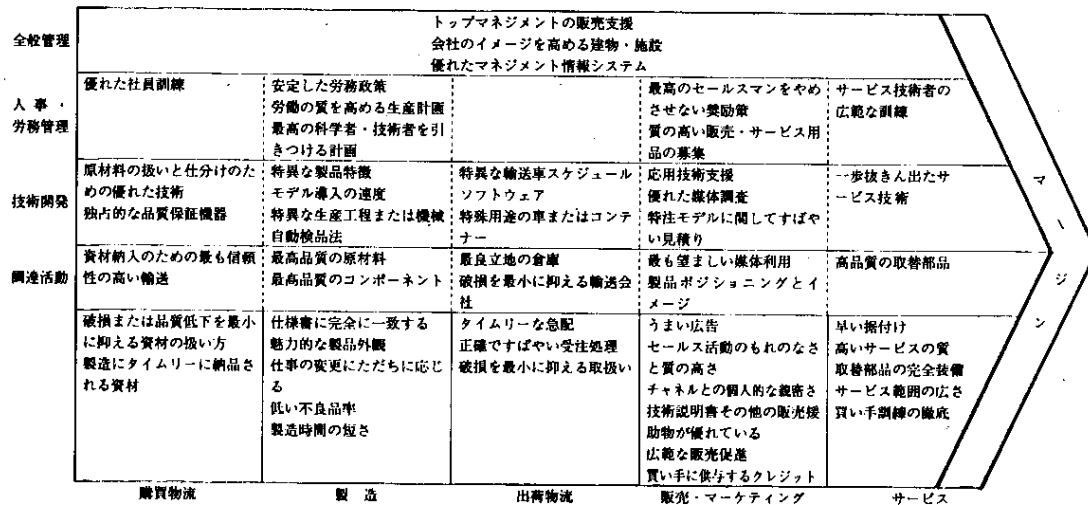 全般管理
トップマネジメントの販売支援
会社のイメージを高める建物・施設
優れたマネジメント情報システム
人事・
労務管理
優れた社員訓練
安定した労務政策
労働の質を高める生産計画
最高の科学者・技術者を引
きつける計画
最高のセールスマンをやめ
させない奨励策
質の高い販売・サービス用
品の募集
サービス技術者の
広範な訓練
技術開発
原材料の扱いと仕分けのた
めの優れた技術
独占的な品質保証機器
特異な製品特徴
モデル導入の速度
特異な生産工程または機械
自動検品法
特異な輸送車スケジュール
ソフトウェア
特殊用途の車またはコンテ
ナー
応用技術支援
優れた媒体調査
特注モデルに関してすばや
い見積り
一歩抜きん出たサ
ービス技術
調達活動
資材納入のための最も信頼
性の高い輸送
最高品質の原材料
最高品質のコンポーネント
最良立地の倉庫
破損を最小に抑える輸送会
社
最も望ましい媒体利用
製品ポジショニングとイ
メージ
高品質の取替部品
破損または品質低下を最小
に抑える資材の扱い方
製造にタイムリーに納品さ
れる資材
仕様書に完全に一致する
魅力的な製品外観
仕事の変更にただちに応じ
る
低い不良品率
製造時間の短さ
タイムリーな急配
正確ですばやい受注処理
破損を最小に抑える取扱い
うまい広告
セールス活動のもれのなさ
と質の高さ
チャネルとの個人的な親密さ
技術説明書その他の販売援
助物が優れている
広範な販売促進
買い手に供与するクレジット
早い据付け
高いサービスの質
取替部品の完全装備
サービス範囲の広さ
買い手訓練の徹底
マージン
購買物流
製造
出荷物流
販売・マーケティング
サービス